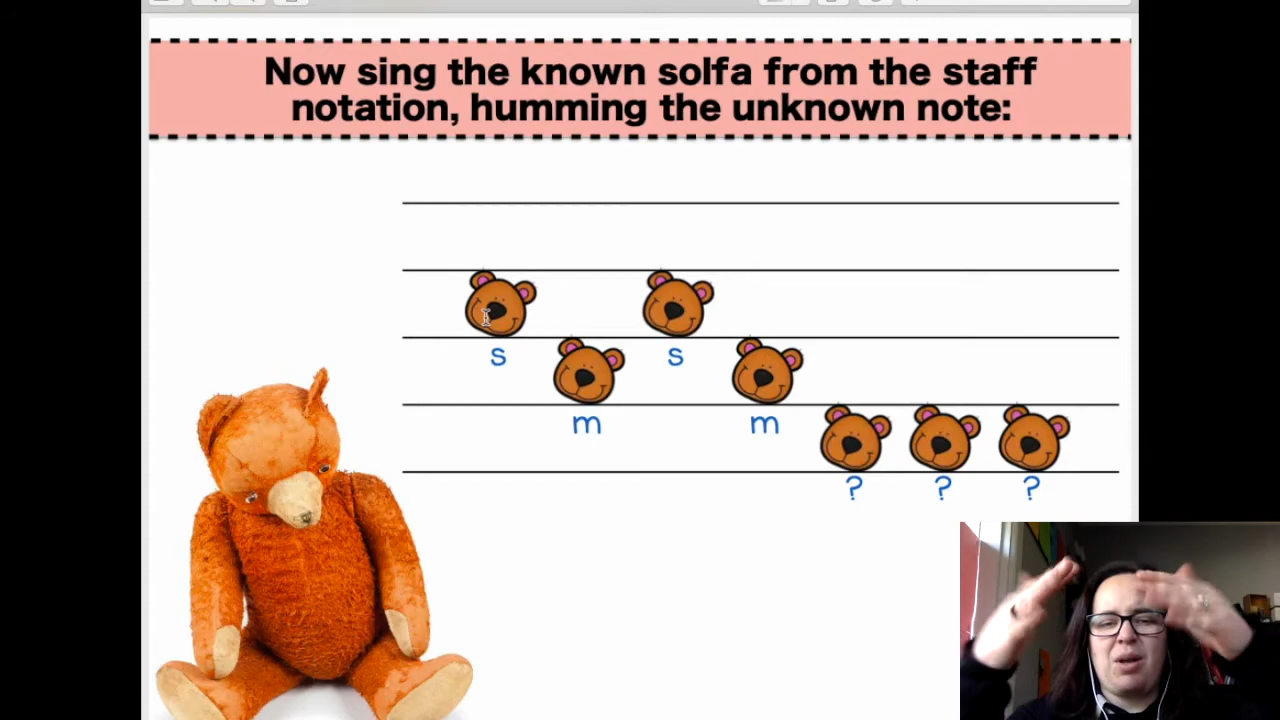 Now sing the known solfa from the staff
notation, humming the unknown note:
s s
m m
? ? ?